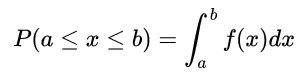 P(a ≤ x ≤ b) = ∫_a^b f(x)dx